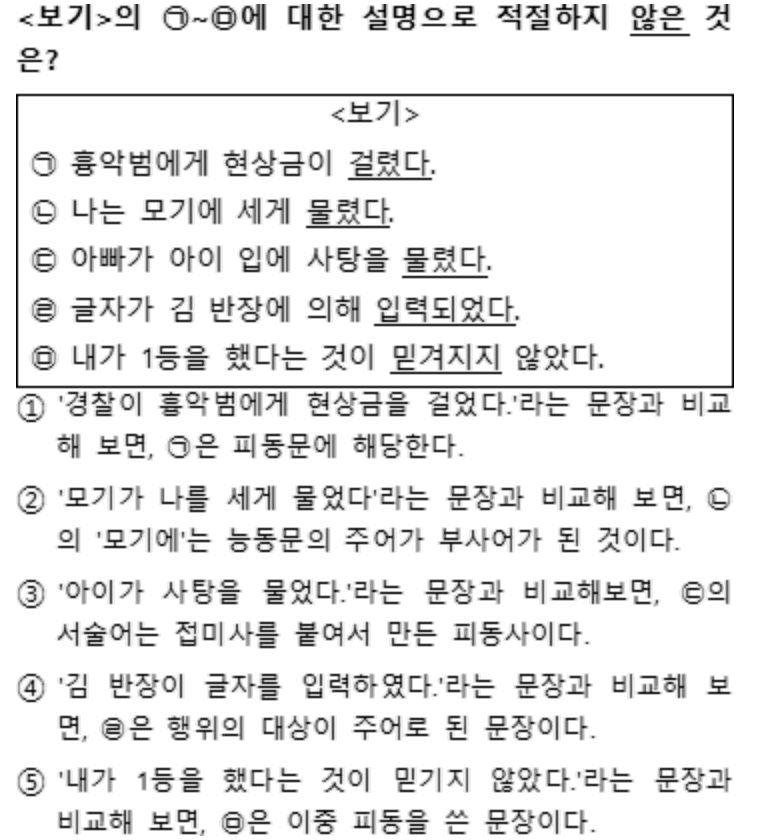 <보기>의 ㉠~㉤에 대한 설명으로 적절하지 않은 것
은?
<보기>
㉠ 흉악범에게 현상금이 걸렸다.
㉡ 나는 모기에 세게 물렸다.
㉢ 아빠가 아이 입에 사탕을 물렸다.
㉣ 글자가 김 반장에 의해 입력되었다.
㉤ 내가 1등을 했다는 것이 믿겨지지 않았다.
① '경찰이 흉악범에게 현상금을 걸었다.'라는 문장과 비교
해 보면, ㉠은 피동문에 해당한다.
② '모기가 나를 세게 물었다'라는 문장과 비교해 보면, ㉡
의 '모기에'는 능동문의 주어가 부사어가 된 것이다.
③ '아이가 사탕을 물었다.'라는 문장과 비교해보면, ㉢의
서술어는 접미사를 붙여서 만든 피동사이다.
④ '김 반장이 글자를 입력하였다.'라는 문장과 비교해 보
면, ㉣은 행위의 대상이 주어로 된 문장이다.
⑤ '내가 1등을 했다는 것이 믿기지 않았다.'라는 문장과
비교해 보면, ㉤은 이중 피동을 쓴 문장이다.